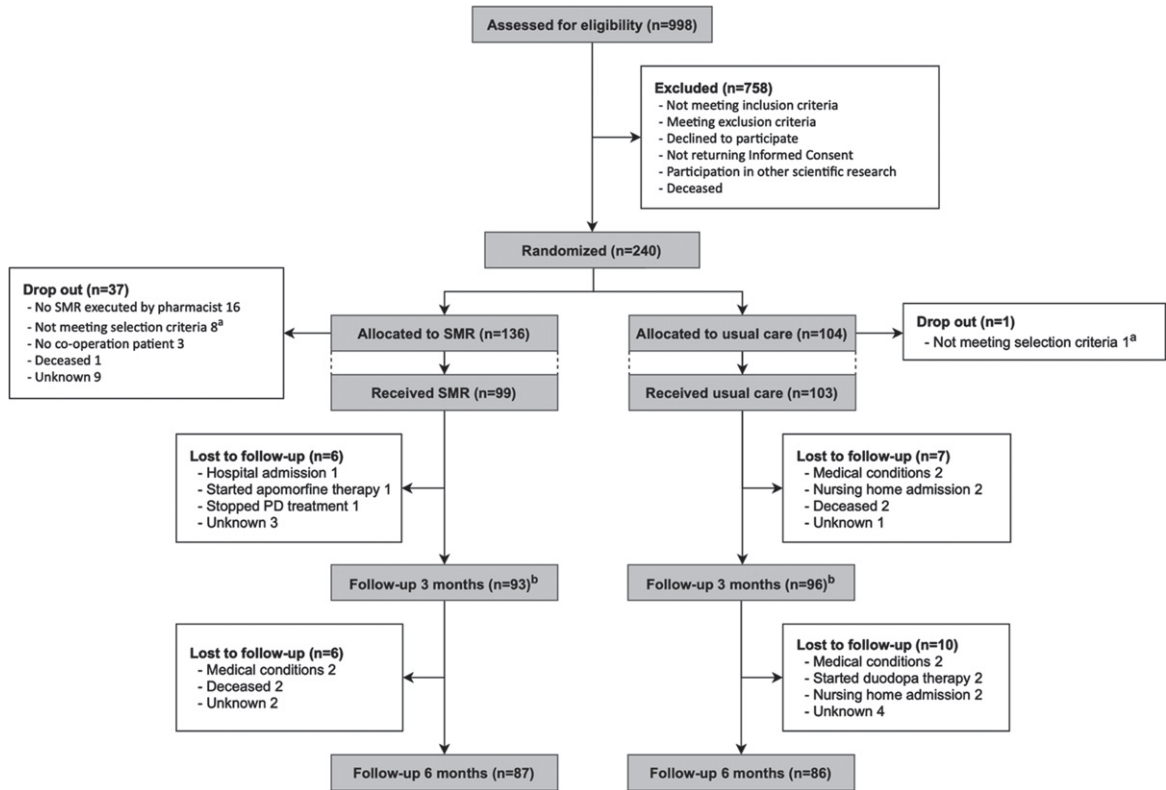 Assessed for eligibility (n=998)
Excluded (n=758)
- Not meeting inclusion criteria
- Meeting exclusion criteria
- Declined to participate
- Not returning Informed Consent
- Participation in other scientific research
- Deceased
Randomized (n=240)
Drop out (n=37)
- No SMR executed by pharmacist 16
- Not meeting selection criteria 8ᵃ
- No co-operation patient 3
- Deceased 1
- Unknown 9
Allocated to SMR (n=136)
Allocated to usual care (n=104)
Drop out (n=1)
- Not meeting selection criteria 1ᵃ
Received SMR (n=99)
Received usual care (n=103)
Lost to follow-up (n=6)
- Hospital admission 1
- Started apomorfine therapy 1
- Stopped PD treatment 1
- Unknown 3
Lost to follow-up (n=7)
- Medical conditions 2
- Nursing home admission 2
- Deceased 2
- Unknown 1
Follow-up 3 months (n=93)ᵇ
Follow-up 3 months (n=96)ᵇ
Lost to follow-up (n=6)
- Medical conditions 2
- Deceased 2
- Unknown 2
Lost to follow-up (n=10)
- Medical conditions 2
- Started duodopa therapy 2
- Nursing home admission 2
- Unknown 4
Follow-up 6 months (n=87)
Follow-up 6 months (n=86)